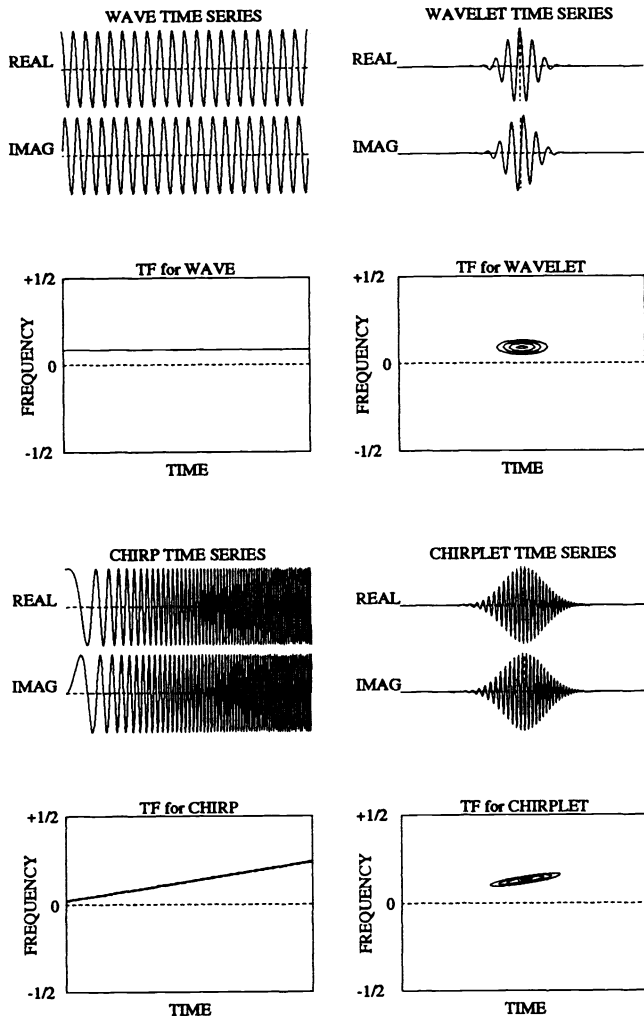 WAVE TIME SERIES
REAL
IMAG
WAVELET TIME SERIES
REAL
IMAG
TF for WAVE
+1/2
FREQUENCY
0
-1/2
TIME
TF for WAVELET
+1/2
FREQUENCY
0
-1/2
TIME
CHIRP TIME SERIES
REAL
IMAG
CHIRPLET TIME SERIES
REAL
IMAG
TF for CHIRP
+1/2
FREQUENCY
0
-1/2
TIME
TF for CHIRPLET
+1/2
FREQUENCY
0
-1/2
TIME